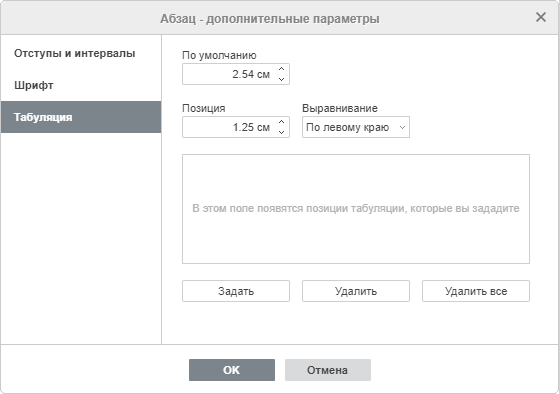 Абзац - дополнительные параметры
Отступы и интервалы
Шрифт
Табуляция
По умолчанию
2.54 см
Позиция
Выравнивание
1.25 см
По левому краю
В этом поле появятся позиции табуляции, которые вы зададите
Задать
Удалить
Удалить все
OK
Отмена